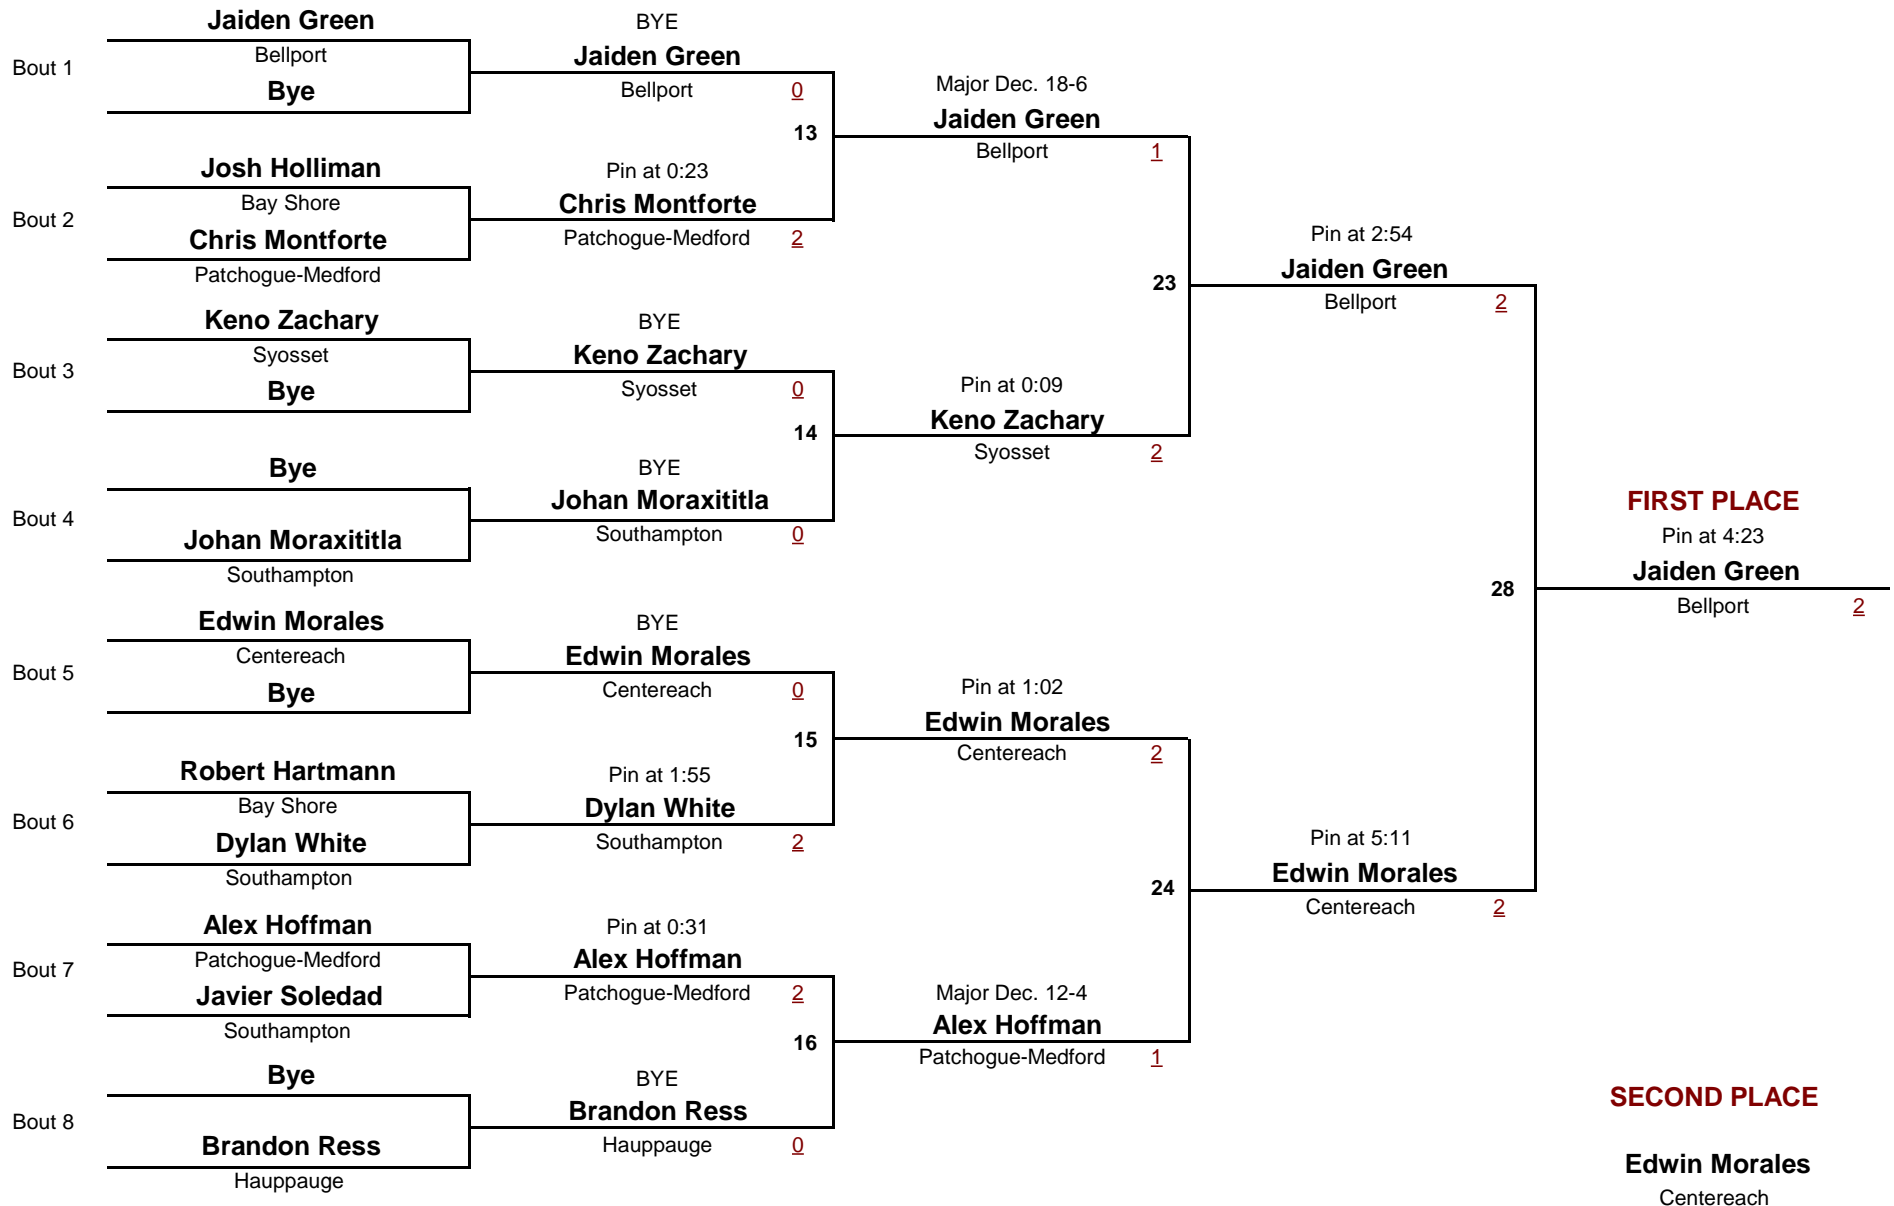 Jaiden Green
Bout 1
Bellport
Bye
Josh Holliman
Bout 2
Bay Shore
Chris Montforte
Patchogue-Medford
Keno Zachary
Bout 3
Syosset
Bye
Bye
Bout 4
Johan Moraxititla
Southampton
Edwin Morales
Bout 5
Centereach
Bye
Robert Hartmann
Bout 6
Bay Shore
Dylan White
Southampton
Alex Hoffman
Bout 7
Patchogue-Medford
Javier Soledad
Southampton
Bye
Bout 8
Brandon Ress
Hauppauge
BYE
Jaiden Green
Bellport 0
13
Pin at 0:23
Chris Montforte
Patchogue-Medford 2
BYE
Keno Zachary
Syosset 0
14
BYE
Johan Moraxititla
Southampton 0
BYE
Edwin Morales
Centereach 0
15
Pin at 1:55
Dylan White
Southampton 2
Pin at 0:31
Alex Hoffman
Patchogue-Medford 2
16
BYE
Brandon Ress
Hauppauge 0
Major Dec. 18-6
Jaiden Green
Bellport 1
23
Pin at 0:09
Keno Zachary
Syosset 2
Pin at 1:02
Edwin Morales
Centereach 2
24
Major Dec. 12-4
Alex Hoffman
Patchogue-Medford 1
Pin at 2:54
Jaiden Green
Bellport 2
28
Pin at 5:11
Edwin Morales
Centereach 2
FIRST PLACE
Pin at 4:23
Jaiden Green
Bellport 2
SECOND PLACE
Edwin Morales
Centereach